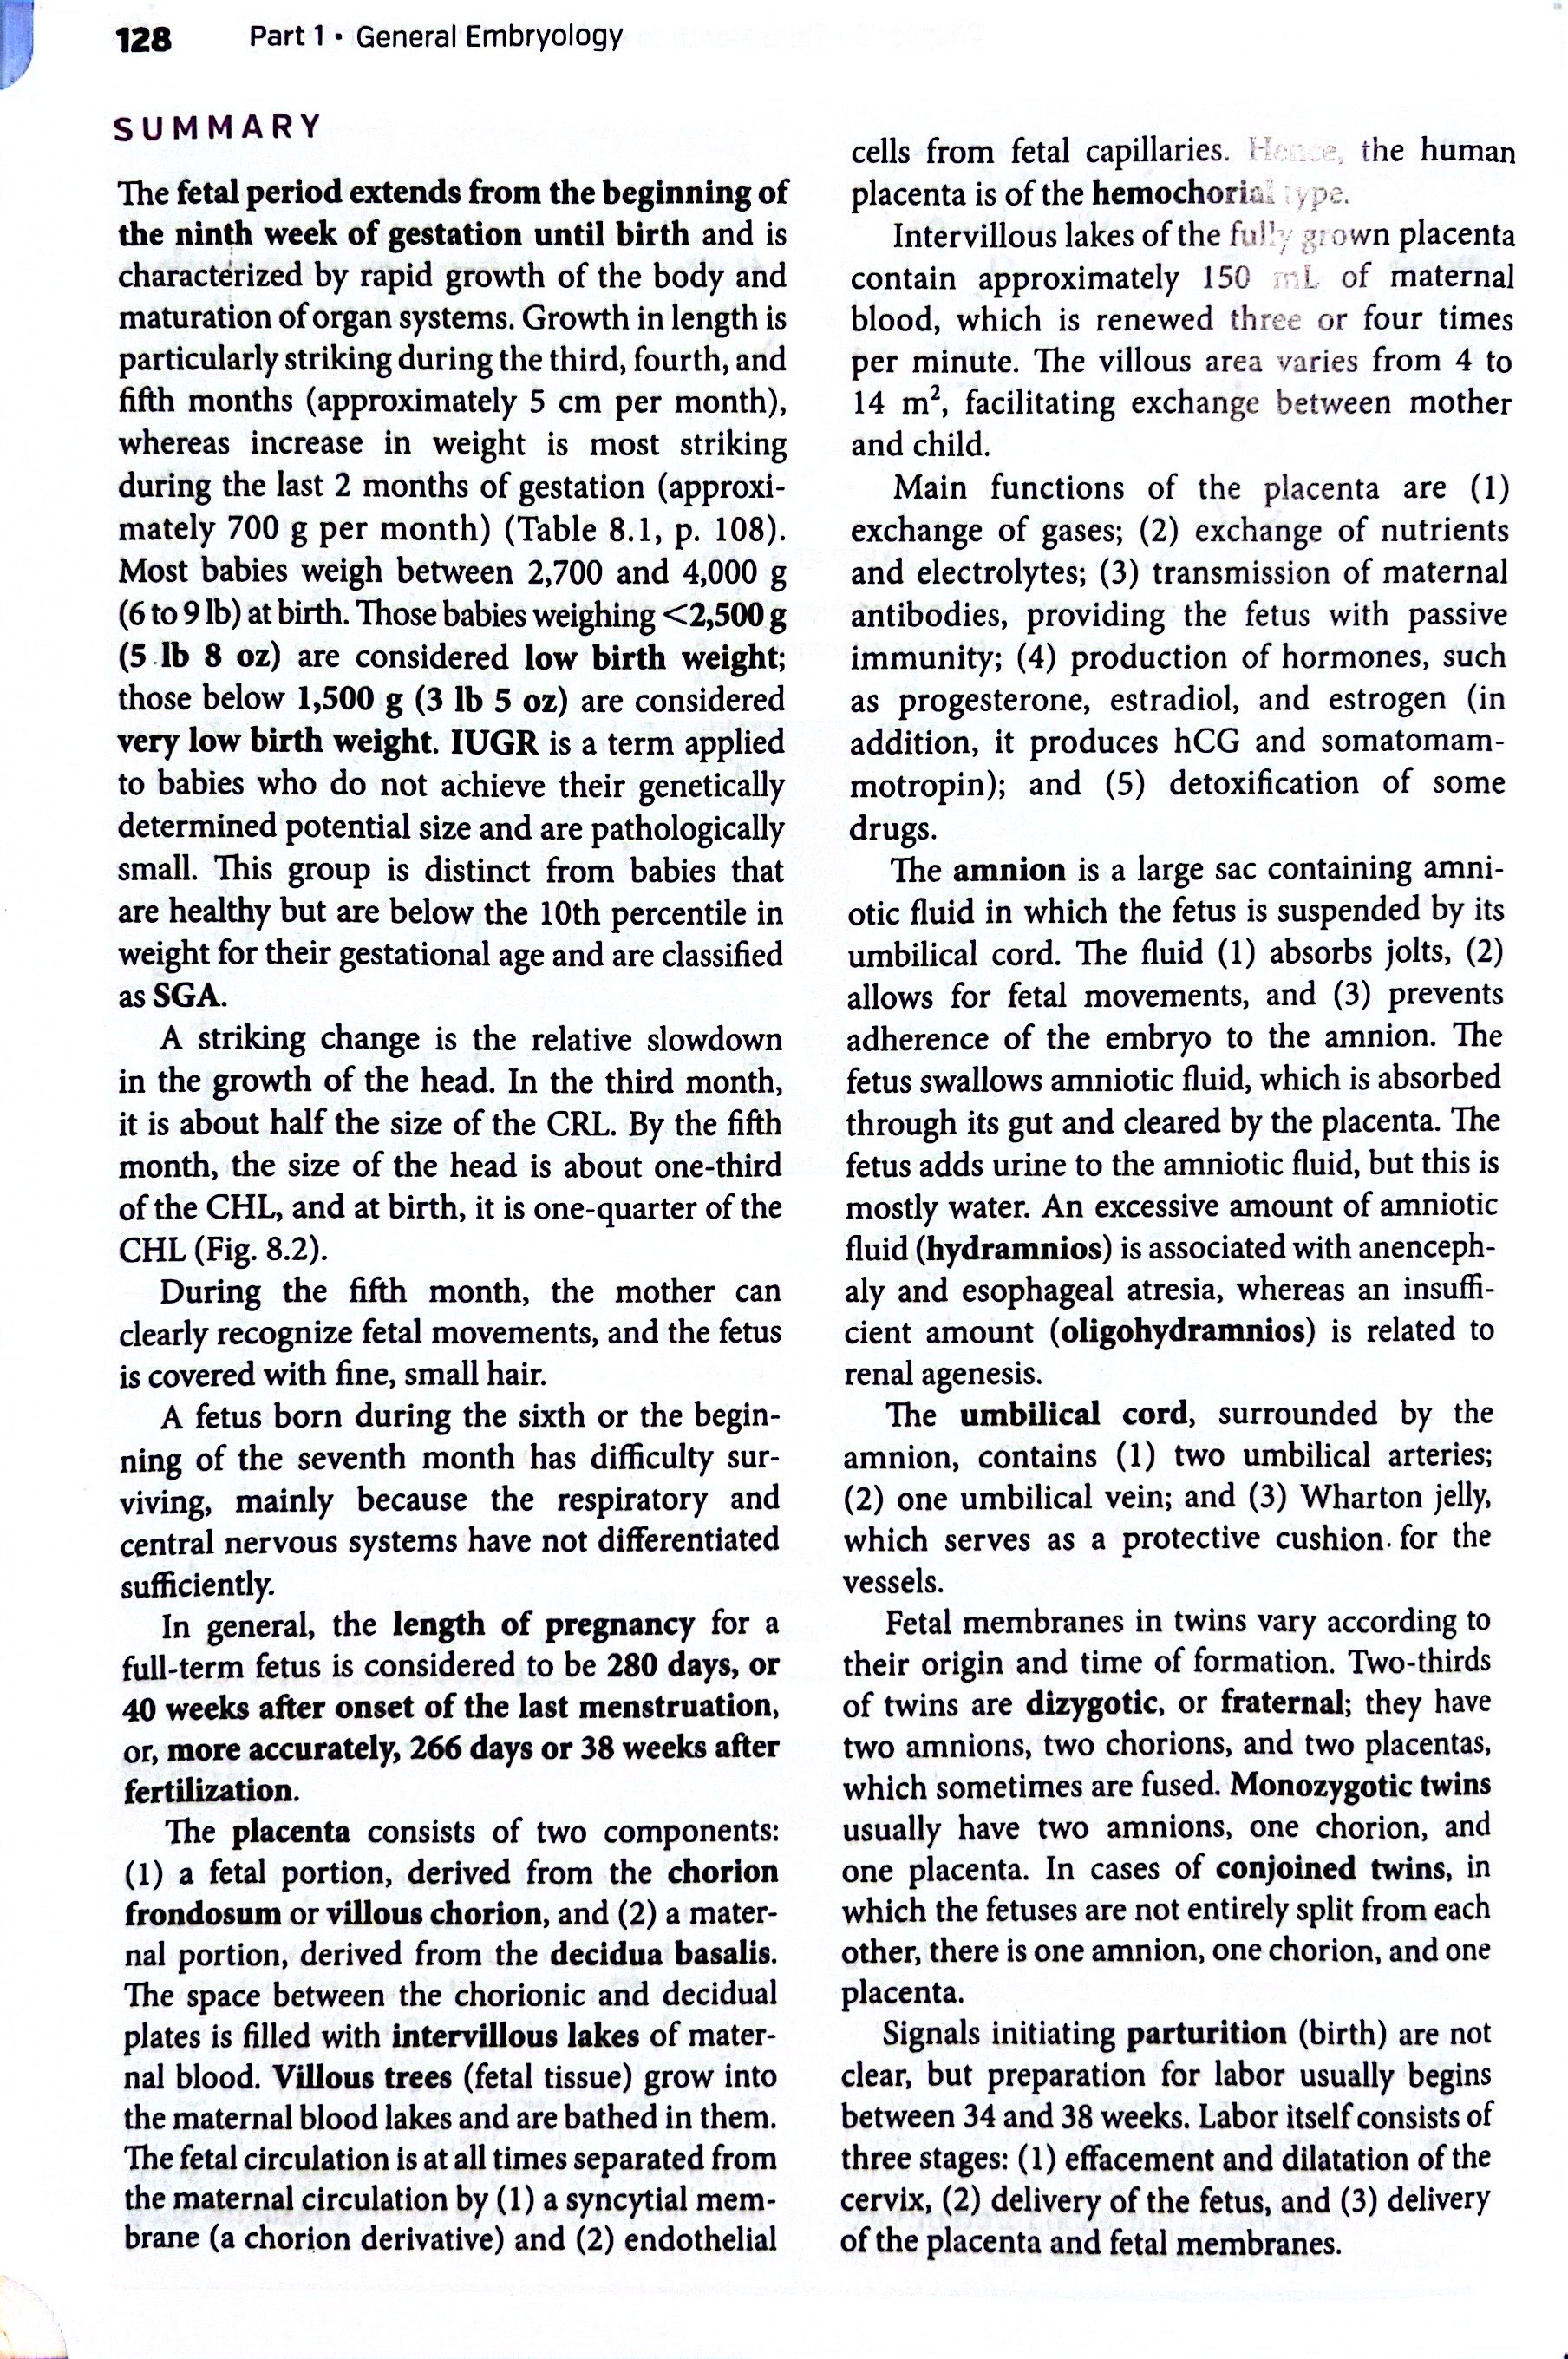 128 Part 1 • General Embryology
SUMMARY
The fetal period extends from the beginning of
the ninth week of gestation until birth and is
characterized by rapid growth of the body and
maturation of organ systems. Growth in length is
particularly striking during the third, fourth, and
fifth months (approximately 5 cm per month),
whereas increase in weight is most striking
during the last 2 months of gestation (approxi-
mately 700 g per month) (Table 8.1, p. 108).
Most babies weigh between 2,700 and 4,000 g
(6 to 9 lb) at birth. Those babies weighing <2,500 g
(5 lb 8 oz) are considered low birth weight;
those below 1,500 g (3 lb 5 oz) are considered
very low birth weight. IUGR is a term applied
to babies who do not achieve their genetically
determined potential size and are pathologically
small. This group is distinct from babies that
are healthy but are below the 10th percentile in
weight for their gestational age and are classified
as SGA.
A striking change is the relative slowdown
in the growth of the head. In the third month,
it is about half the size of the CRL. By the fifth
month, the size of the head is about one-third
of the CHL, and at birth, it is one-quarter of the
CHL (Fig. 8.2).
During the fifth month, the mother can
clearly recognize fetal movements, and the fetus
is covered with fine, small hair.
A fetus born during the sixth or the begin-
ning of the seventh month has difficulty sur-
viving, mainly because the respiratory and
central nervous systems have not differentiated
sufficiently.
In general, the length of pregnancy for a
full-term fetus is considered to be 280 days, or
40 weeks after onset of the last menstruation,
or, more accurately, 266 days or 38 weeks after
fertilization.
The placenta consists of two components:
(1) a fetal portion, derived from the chorion
frondosum or villous chorion, and (2) a mater-
nal portion, derived from the decidua basalis.
The space between the chorionic and decidual
plates is filled with intervillous lakes of mater-
nal blood. Villous trees (fetal tissue) grow into
the maternal blood lakes and are bathed in them.
The fetal circulation is at all times separated from
the maternal circulation by (1) a syncytial mem-
brane (a chorion derivative) and (2) endothelial
cells from fetal capillaries. Hence, the human
placenta is of the hemochorial type.
Intervillous lakes of the fully grown placenta
contain approximately 150 mL of maternal
blood, which is renewed three or four times
per minute. The villous area varies from 4 to
14 m², facilitating exchange between mother
and child.
Main functions of the placenta are (1)
exchange of gases; (2) exchange of nutrients
and electrolytes; (3) transmission of maternal
antibodies, providing the fetus with passive
immunity; (4) production of hormones, such
as progesterone, estradiol, and estrogen (in
addition, it produces hCG and somatomam-
motropin); and (5) detoxification of some
drugs.
The amnion is a large sac containing amni-
otic fluid in which the fetus is suspended by its
umbilical cord. The fluid (1) absorbs jolts, (2)
allows for fetal movements, and (3) prevents
adherence of the embryo to the amnion. The
fetus swallows amniotic fluid, which is absorbed
through its gut and cleared by the placenta. The
fetus adds urine to the amniotic fluid, but this is
mostly water. An excessive amount of amniotic
fluid (hydramnios) is associated with anenceph-
aly and esophageal atresia, whereas an insuffi-
cient amount (oligohydramnios) is related to
renal agenesis.
The umbilical cord, surrounded by the
amnion, contains (1) two umbilical arteries;
(2) one umbilical vein; and (3) Wharton jelly,
which serves as a protective cushion for the
vessels.
Fetal membranes in twins vary according to
their origin and time of formation. Two-thirds
of twins are dizygotic, or fraternal; they have
two amnions, two chorions, and two placentas,
which sometimes are fused. Monozygotic twins
usually have two amnions, one chorion, and
one placenta. In cases of conjoined twins, in
which the fetuses are not entirely split from each
other, there is one amnion, one chorion, and one
placenta.
Signals initiating parturition (birth) are not
clear, but preparation for labor usually begins
between 34 and 38 weeks. Labor itself consists of
three stages: (1) effacement and dilatation of the
cervix, (2) delivery of the fetus, and (3) delivery
of the placenta and fetal membranes.